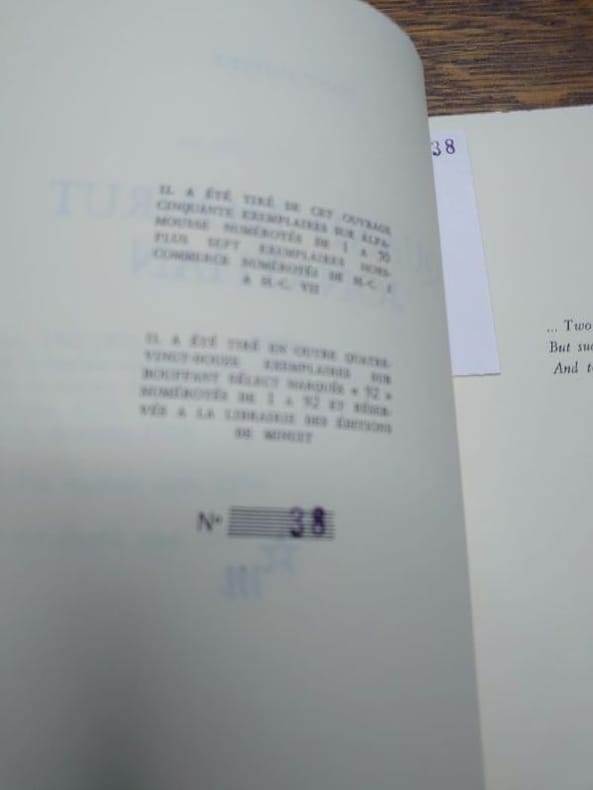 IL A ÉTÉ TIRÉ DE CET OUVRAGE
CINQUANTE EXEMPLAIRES SUR ALFA-
MOUSSE NUMÉROTÉS DE 1 A 50
PLUS SEPT EXEMPLAIRES HORS-
COMMERCE NUMÉROTÉS DE H.-C. I
A H.-C. VII
IL A ÉTÉ TIRÉ EN OUTRE QUATRE-
VINGT-DOUZE EXEMPLAIRES SUR
BOUFFANT SÉLECT MARQUÉS « 92 »
NUMÉROTÉS DE 1 A 92 ET RÉSER-
VÉS A LA LIBRAIRIE DES ÉDITIONS
DE MINUIT
N° 38
38
... Two
But suc
And t